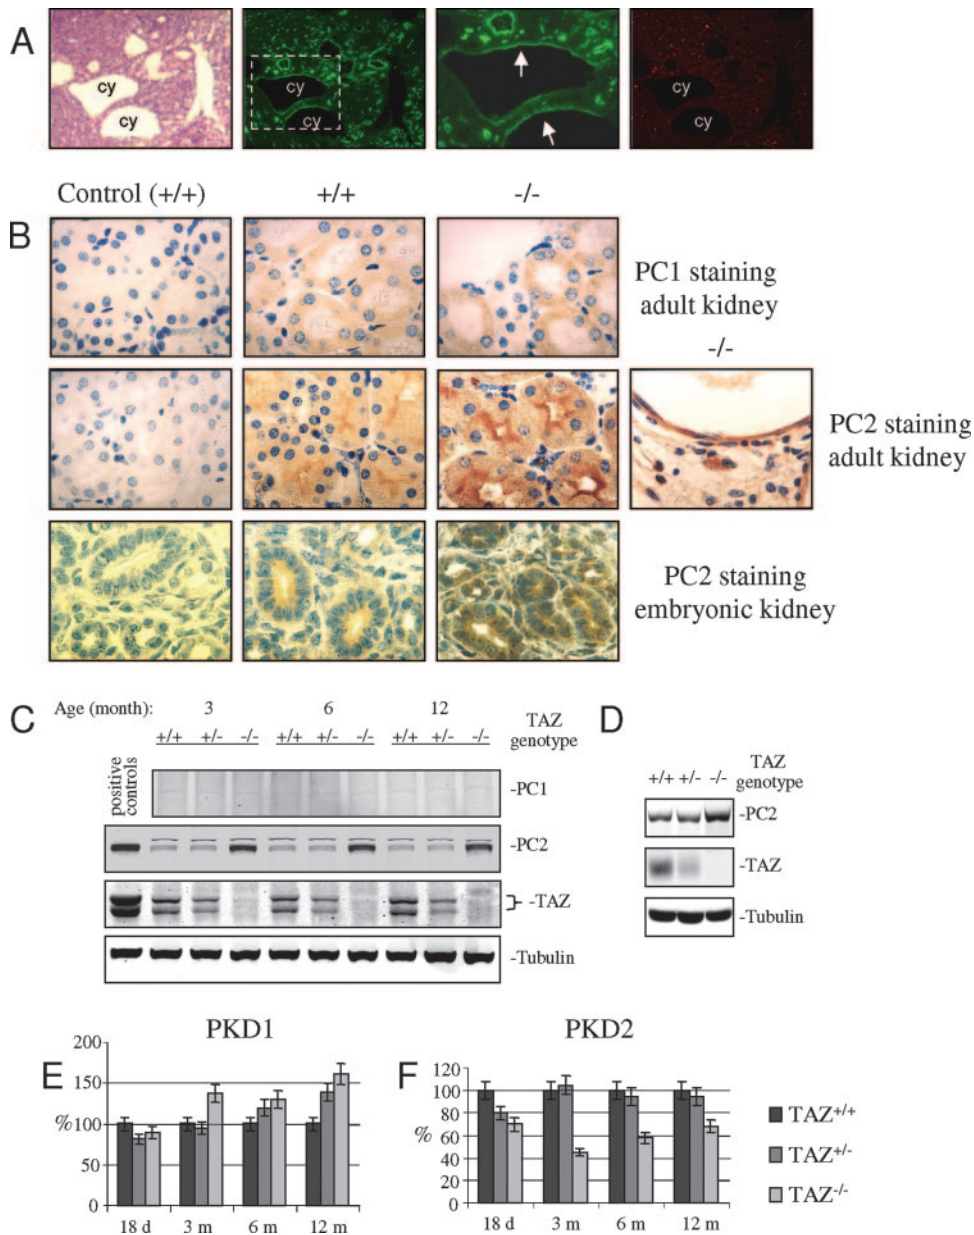 A
cy
cy
cy
cy
cy
cy
Control (+/+) +/+ -/-
B
PC1 staining
adult kidney
-/-
PC2 staining
adult kidney
PC2 staining
embryonic kidney
C
Age (month): 3 6 12
TAZ
genotype
+/+ +/- -/- +/+ +/- -/- +/+ +/- -/-
positive
controls
-PC1
-PC2
-TAZ
-Tubulin
D
TAZ
genotype
+/+ +/- -/-
-PC2
-TAZ
-Tubulin
PKD1
E
200
150
100
50
0
%
18 d 3 m 6 m 12 m
PKD2
F
120
100
80
60
40
20
0
%
18 d 3 m 6 m 12 m
TAZ+/+
TAZ+/-
TAZ-/-